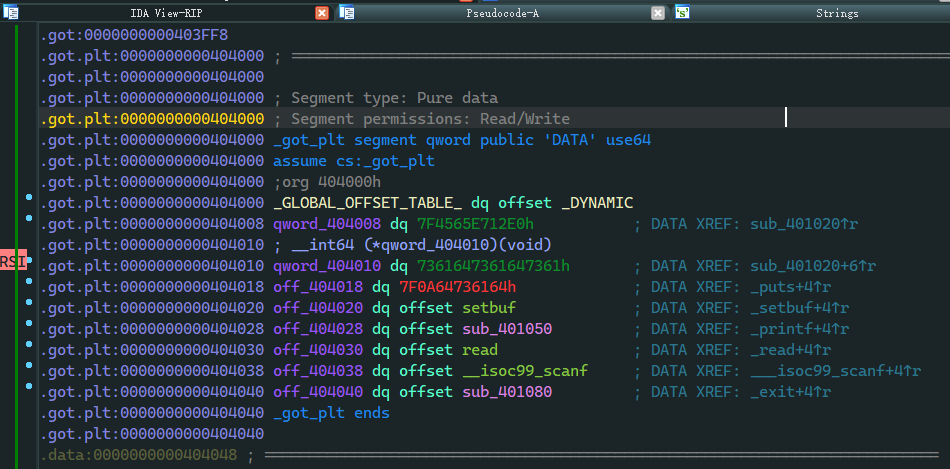 IDA View-RIP Pseudocode-A Strings
.got:0000000000403FF8
.got.plt:0000000000404000 ; ===========================================================================
.got.plt:0000000000404000
.got.plt:0000000000404000 ; Segment type: Pure data
.got.plt:0000000000404000 ; Segment permissions: Read/Write
.got.plt:0000000000404000 _got_plt segment qword public 'DATA' use64
.got.plt:0000000000404000 assume cs:_got_plt
.got.plt:0000000000404000 ;org 404000h
.got.plt:0000000000404000 _GLOBAL_OFFSET_TABLE_ dq offset _DYNAMIC
.got.plt:0000000000404008 qword_404008 dq 7F4565E712E0h ; DATA XREF: sub_401020↑r
.got.plt:0000000000404010 ; __int64 (*qword_404010)(void)
RSI .got.plt:0000000000404010 qword_404010 dq 7361647361647361h ; DATA XREF: sub_401020+6↑r
.got.plt:0000000000404018 off_404018 dq 7F0A64736164h ; DATA XREF: _puts+4↑r
.got.plt:0000000000404020 off_404020 dq offset setbuf ; DATA XREF: _setbuf+4↑r
.got.plt:0000000000404028 off_404028 dq offset sub_401050 ; DATA XREF: _printf+4↑r
.got.plt:0000000000404030 off_404030 dq offset read ; DATA XREF: _read+4↑r
.got.plt:0000000000404038 off_404038 dq offset __isoc99_scanf ; DATA XREF: ___isoc99_scanf+4↑r
.got.plt:0000000000404040 off_404040 dq offset sub_401080 ; DATA XREF: _exit+4↑r
.got.plt:0000000000404040 _got_plt ends
.got.plt:0000000000404040
.data:0000000000404048 ; ===========================================================================